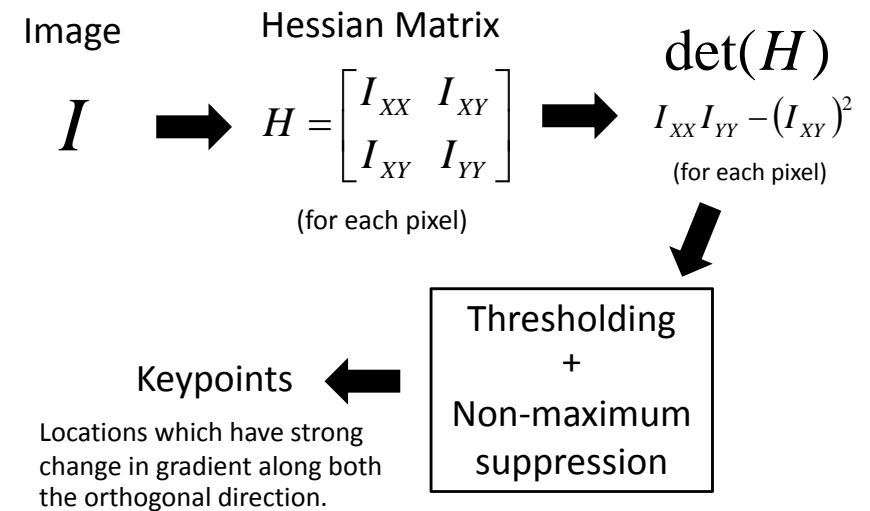 Image
I
Hessian Matrix
H = [ I_XX I_XY
I_XY I_YY ]
(for each pixel)
det(H)
I_XX I_YY − (I_XY)²
(for each pixel)
Thresholding
+
Non-maximum
suppression
Keypoints
Locations which have strong
change in gradient along both
the orthogonal direction.